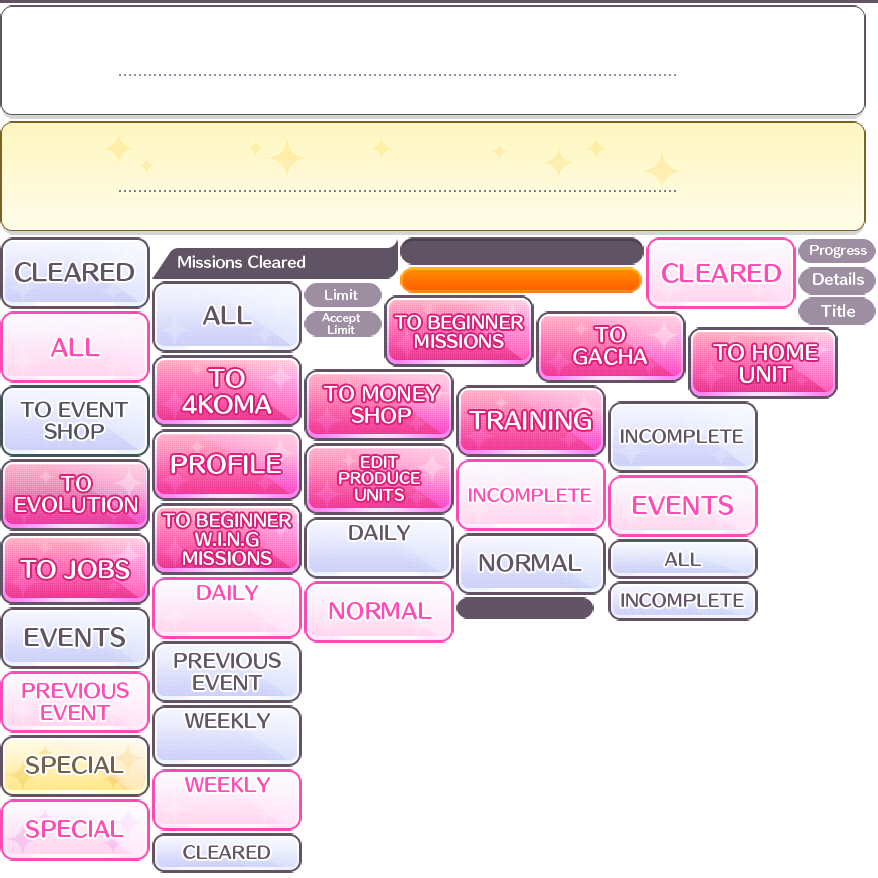 CLEARED
Missions Cleared
CLEARED
Progress
Details
Title
ALL
Limit
Accept
Limit
TO BEGINNER
MISSIONS
TO
GACHA
TO HOME
UNIT
ALL
TO
4KOMA
TO MONEY
SHOP
TRAINING
INCOMPLETE
TO EVENT
SHOP
PROFILE
EDIT
PRODUCE
UNITS
INCOMPLETE
EVENTS
TO
EVOLUTION
TO BEGINNER
W.I.N.G
MISSIONS
DAILY
NORMAL
ALL
TO JOBS
DAILY
NORMAL
INCOMPLETE
EVENTS
PREVIOUS
EVENT
PREVIOUS
EVENT
WEEKLY
SPECIAL
WEEKLY
SPECIAL
CLEARED